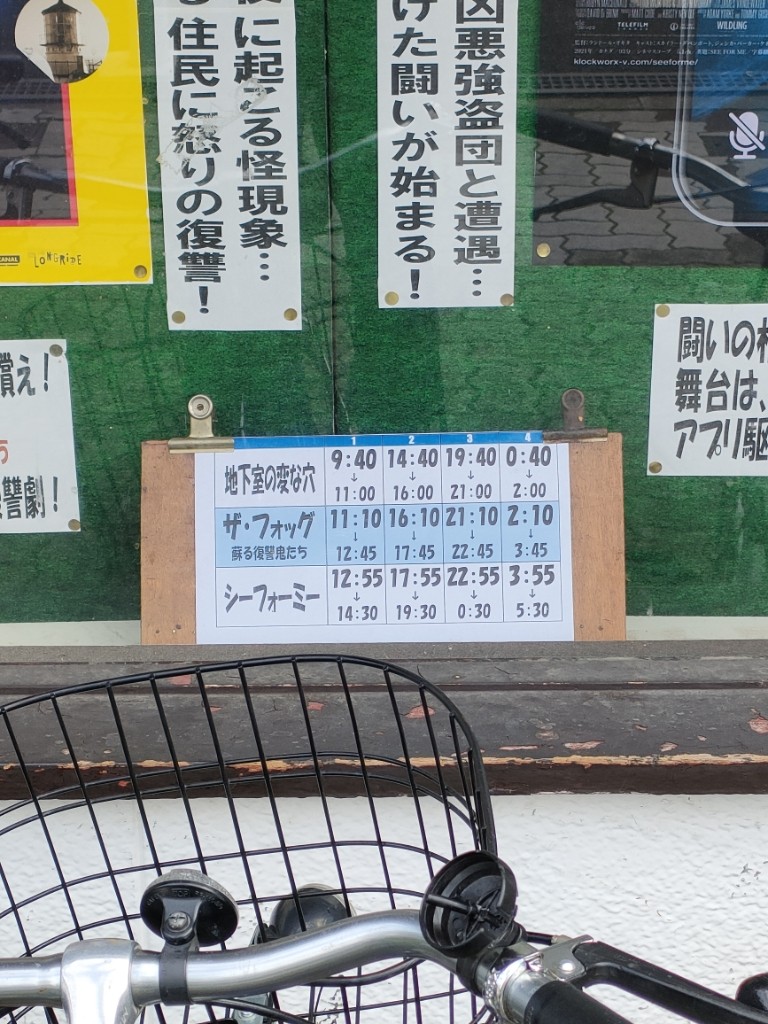 CANAL
LONGRIDE
後に起こる怪現象…
住民に怒りの復讐！
凶悪強盗団と遭遇…
けた闘いが始まる！
TELEFILM
WILDLING
klockworx-v.com/seeforme/
償え！
讐劇！
闘いの
舞台は、
アプリ
1 2 3 4
地下室の変な穴 9:40↓11:00 14:40↓16:00 19:40↓21:00 0:40↓2:00
ザ・フォッグ 蘇る復讐鬼たち 11:10↓12:45 16:10↓17:45 21:10↓22:45 2:10↓3:45
シーフォーミー 12:55↓14:30 17:55↓19:30 22:55↓0:30 3:55↓5:30